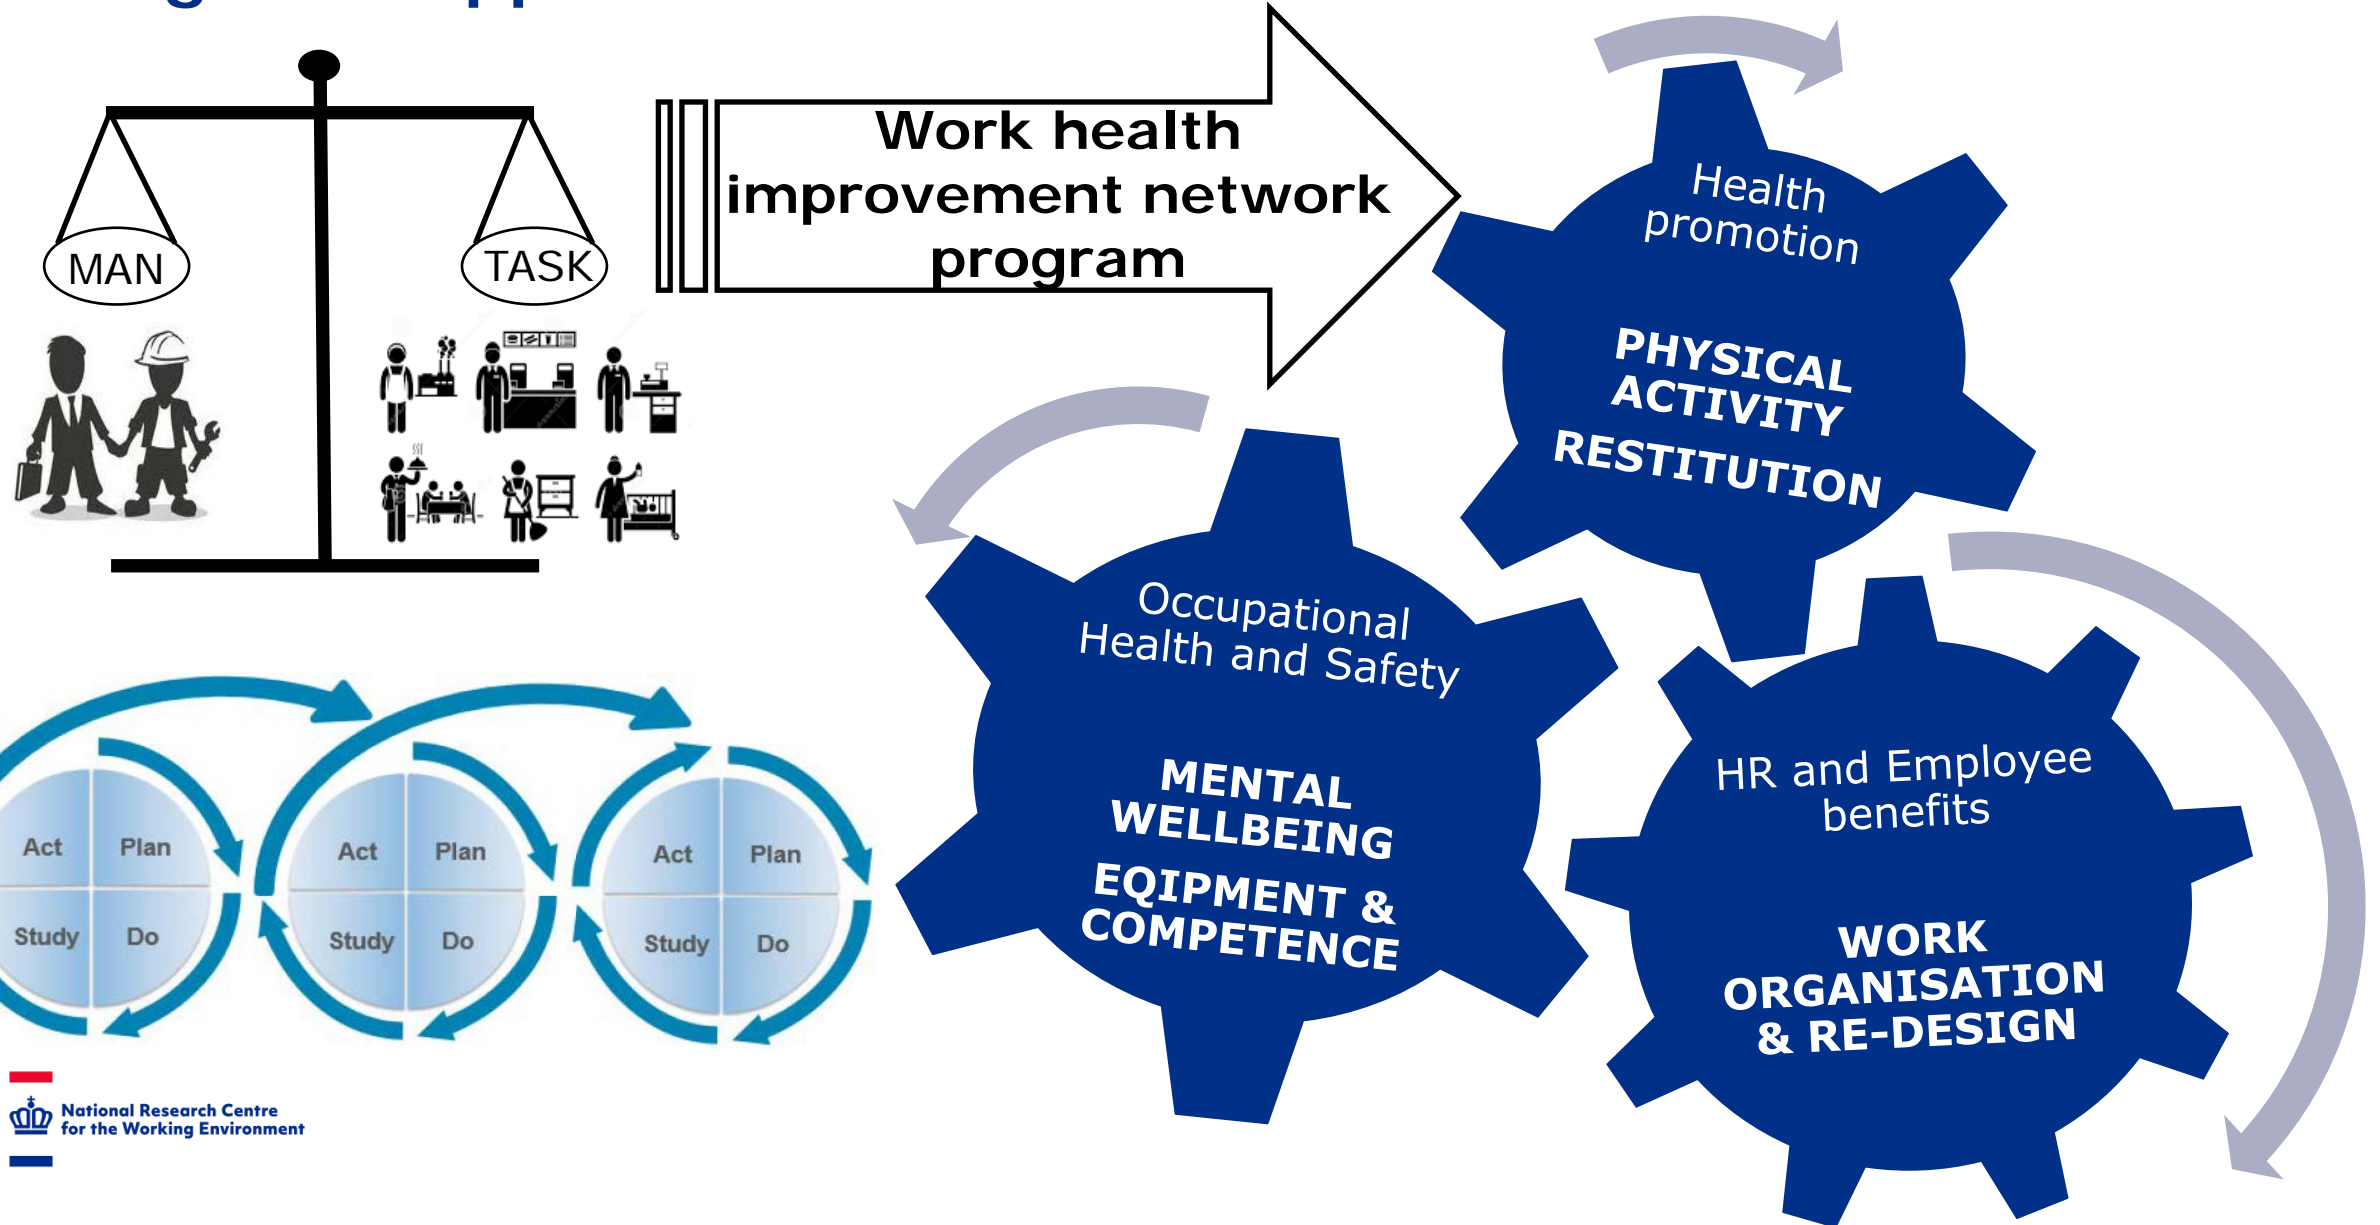 Work health
improvement network
program
MAN
TASK
Health
promotion
PHYSICAL
ACTIVITY
RESTITUTION
Occupational
Health and Safety
MENTAL
WELLBEING
EQIPMENT &
COMPETENCE
HR and Employee
benefits
WORK
ORGANISATION
& RE-DESIGN
Act Plan
Study Do
Act Plan
Study Do
Act Plan
Study Do
National Research Centre
for the Working Environment